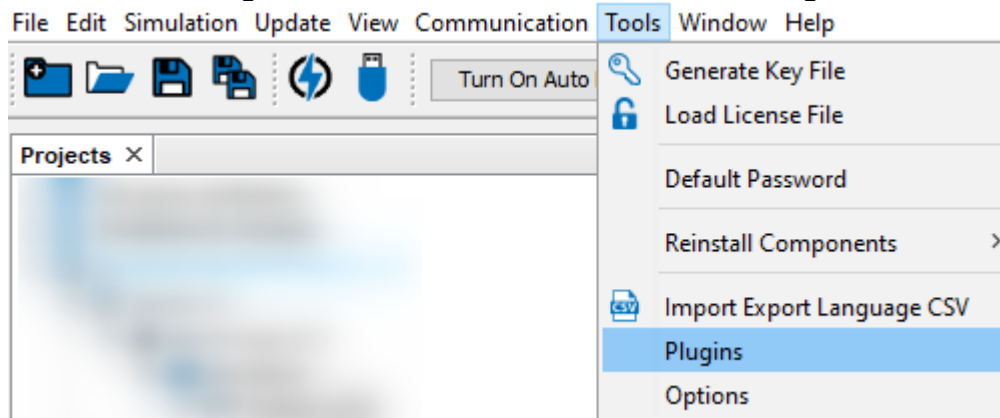 File Edit Simulation Update View Communication Tools Window Help
Turn On Auto
Generate Key File
Load License File
Projects
Default Password
Reinstall Components
CSV Import Export Language CSV
Plugins
Options